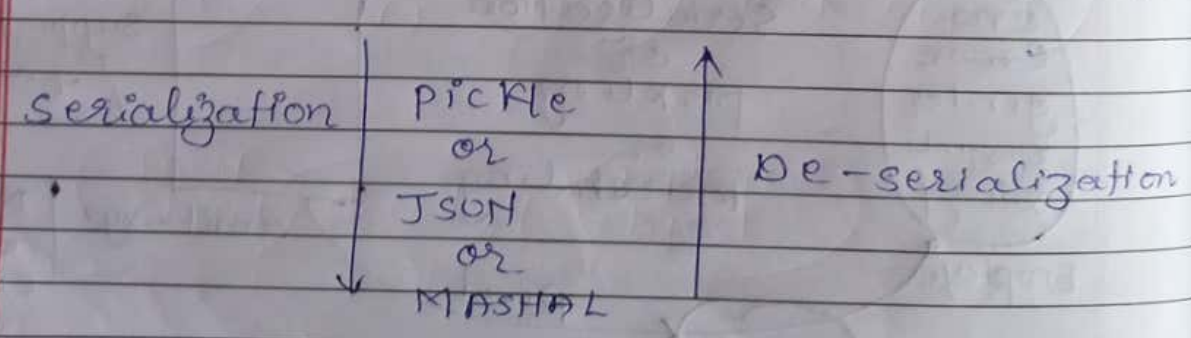 Serialization
Pickle
or
JSON
or
MASHAL
De-serialization